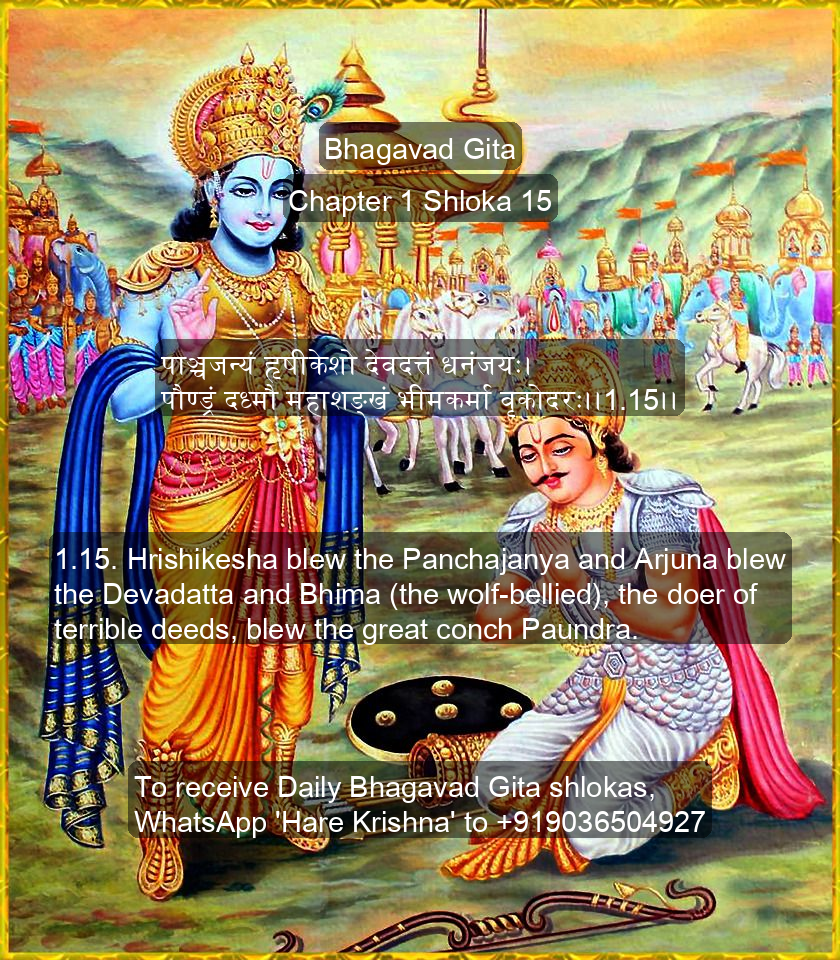 Bhagavad Gita
Chapter 1 Shloka 15
पाञ्चजन्यं हृषीकेशो देवदत्तं धनंजयः।
पौण्ड्रं दध्मौ महाशङ्खं भीमकर्मा वृकोदरः।।1.15।।
1.15. Hrishikesha blew the Panchajanya and Arjuna blew
the Devadatta and Bhima (the wolf-bellied), the doer of
terrible deeds, blew the great conch Paundra.
To receive Daily Bhagavad Gita shlokas,
WhatsApp 'Hare Krishna' to +919036504927